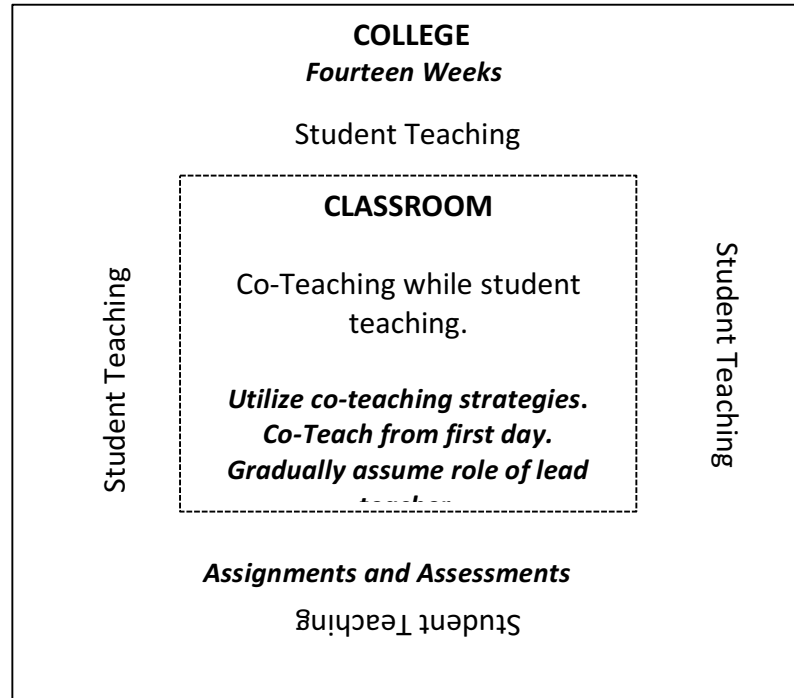 COLLEGE
Fourteen Weeks
Student Teaching
CLASSROOM
Co-Teaching while student
teaching.
Utilize co-teaching strategies.
Co-Teach from first day.
Gradually assume role of lead
Student Teaching
Student Teaching
Assignments and Assessments
Student Teaching